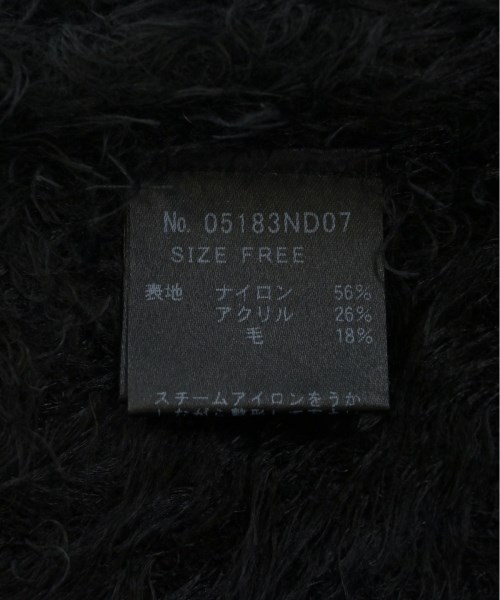 No. 05183ND07
SIZE FREE
表地 ナイロン 56%
アクリル 26%
毛 18%
スチームアイロンをうか